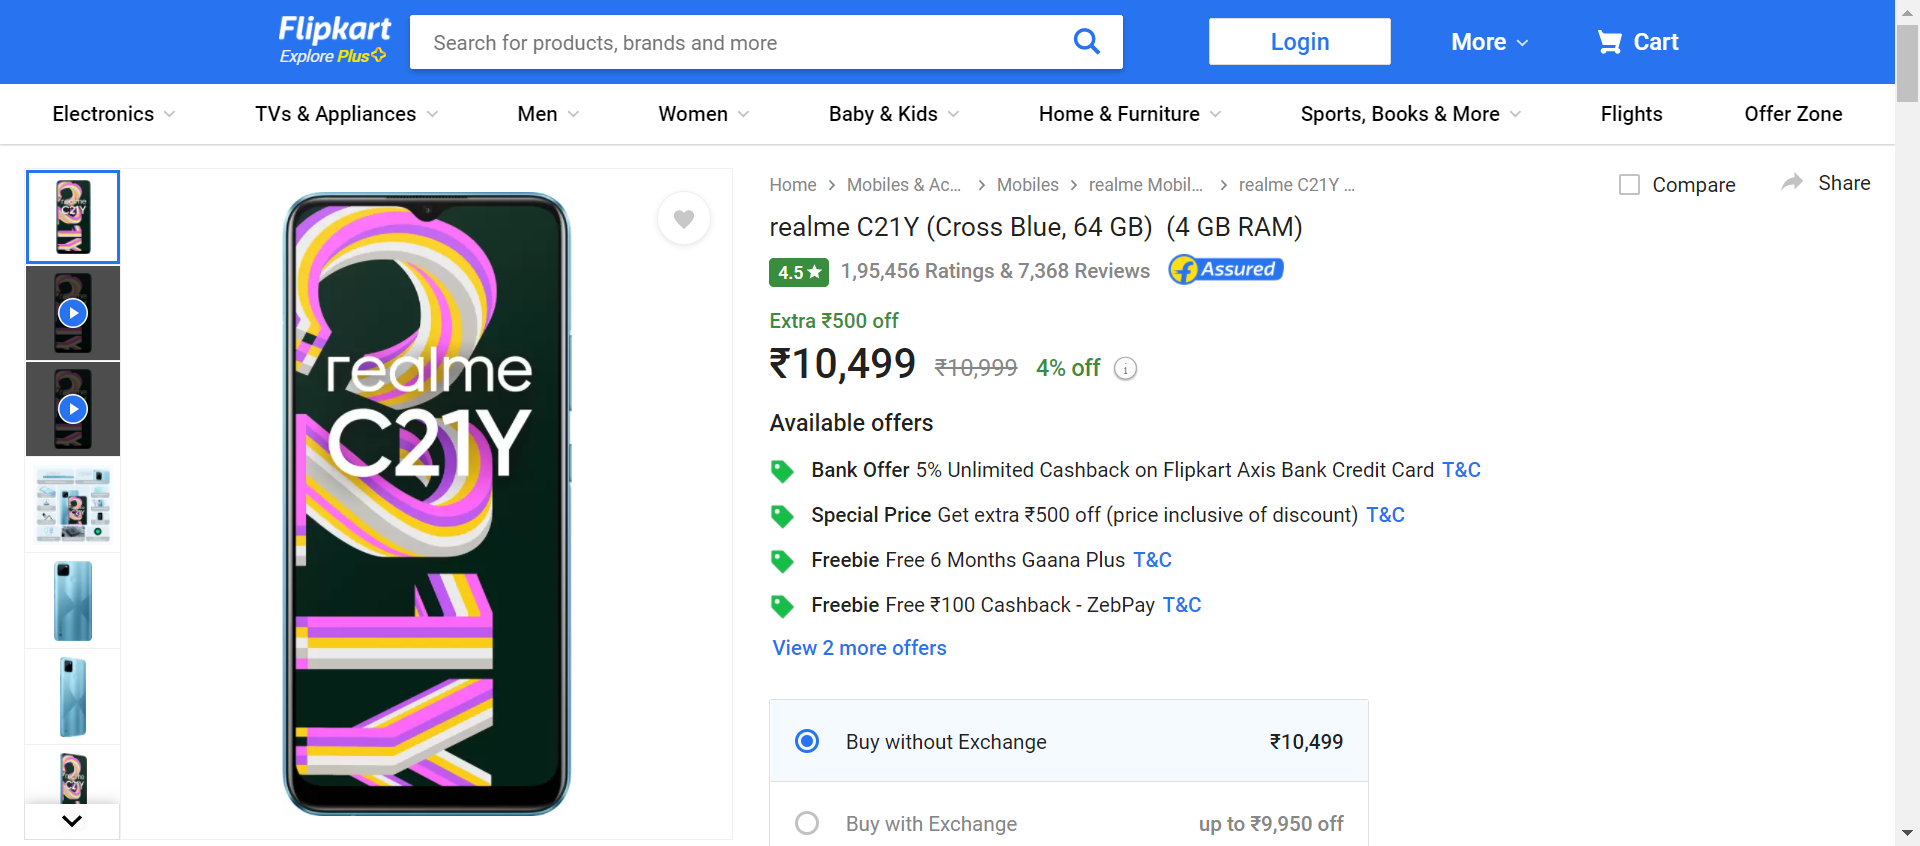 Flipkart
Explore Plus
Search for products, brands and more
Login
More
Cart
Electronics
TVs & Appliances
Men
Women
Baby & Kids
Home & Furniture
Sports, Books & More
Flights
Offer Zone
realme
C21Y
Home
Mobiles & Ac...
Mobiles
realme Mobil...
realme C21Y ...
Compare
Share
realme C21Y (Cross Blue, 64 GB) (4 GB RAM)
4.5★ 1,95,456 Ratings & 7,368 Reviews Assured
Extra ₹500 off
₹10,499 ₹10,999 4% off
Available offers
Bank Offer 5% Unlimited Cashback on Flipkart Axis Bank Credit Card T&C
Special Price Get extra ₹500 off (price inclusive of discount) T&C
Freebie Free 6 Months Gaana Plus T&C
Freebie Free ₹100 Cashback - ZebPay T&C
View 2 more offers
Buy without Exchange ₹10,499
Buy with Exchange up to ₹9,950 off